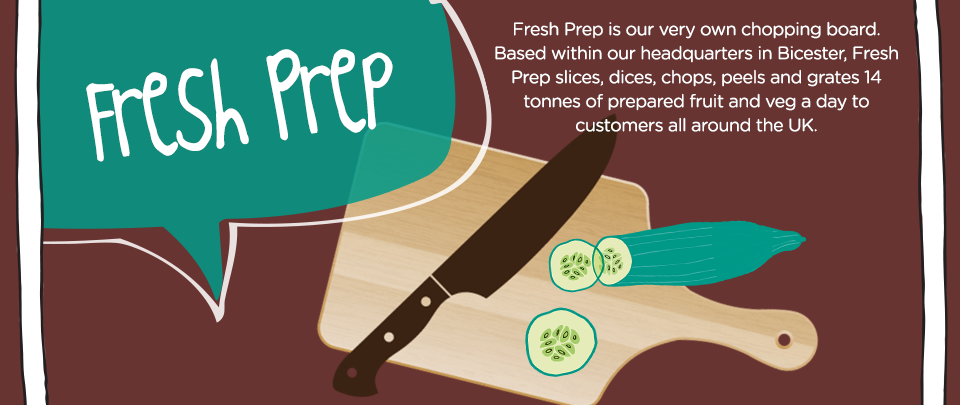 Fresh Prep
Fresh Prep is our very own chopping board.
Based within our headquarters in Bicester, Fresh
Prep slices, dices, chops, peels and grates 14
tonnes of prepared fruit and veg a day to
customers all around the UK.